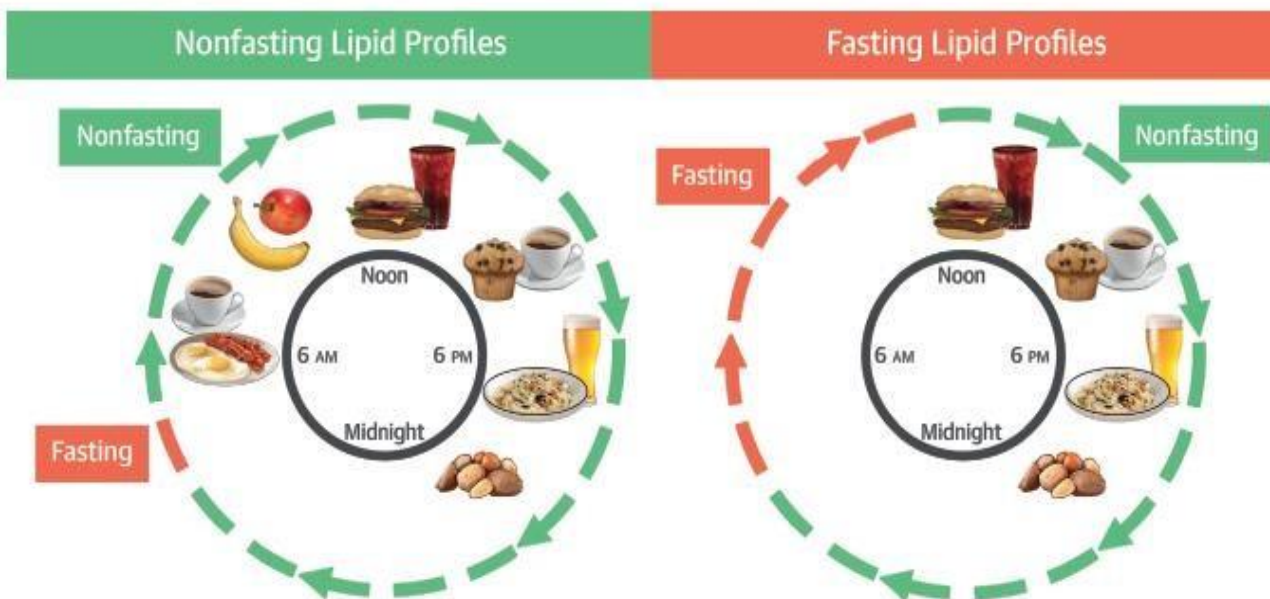 Nonfasting Lipid Profiles
Fasting Lipid Profiles
Nonfasting
Noon
6 AM
6 PM
Midnight
Fasting
Nonfasting
Fasting
Noon
6 AM
6 PM
Midnight